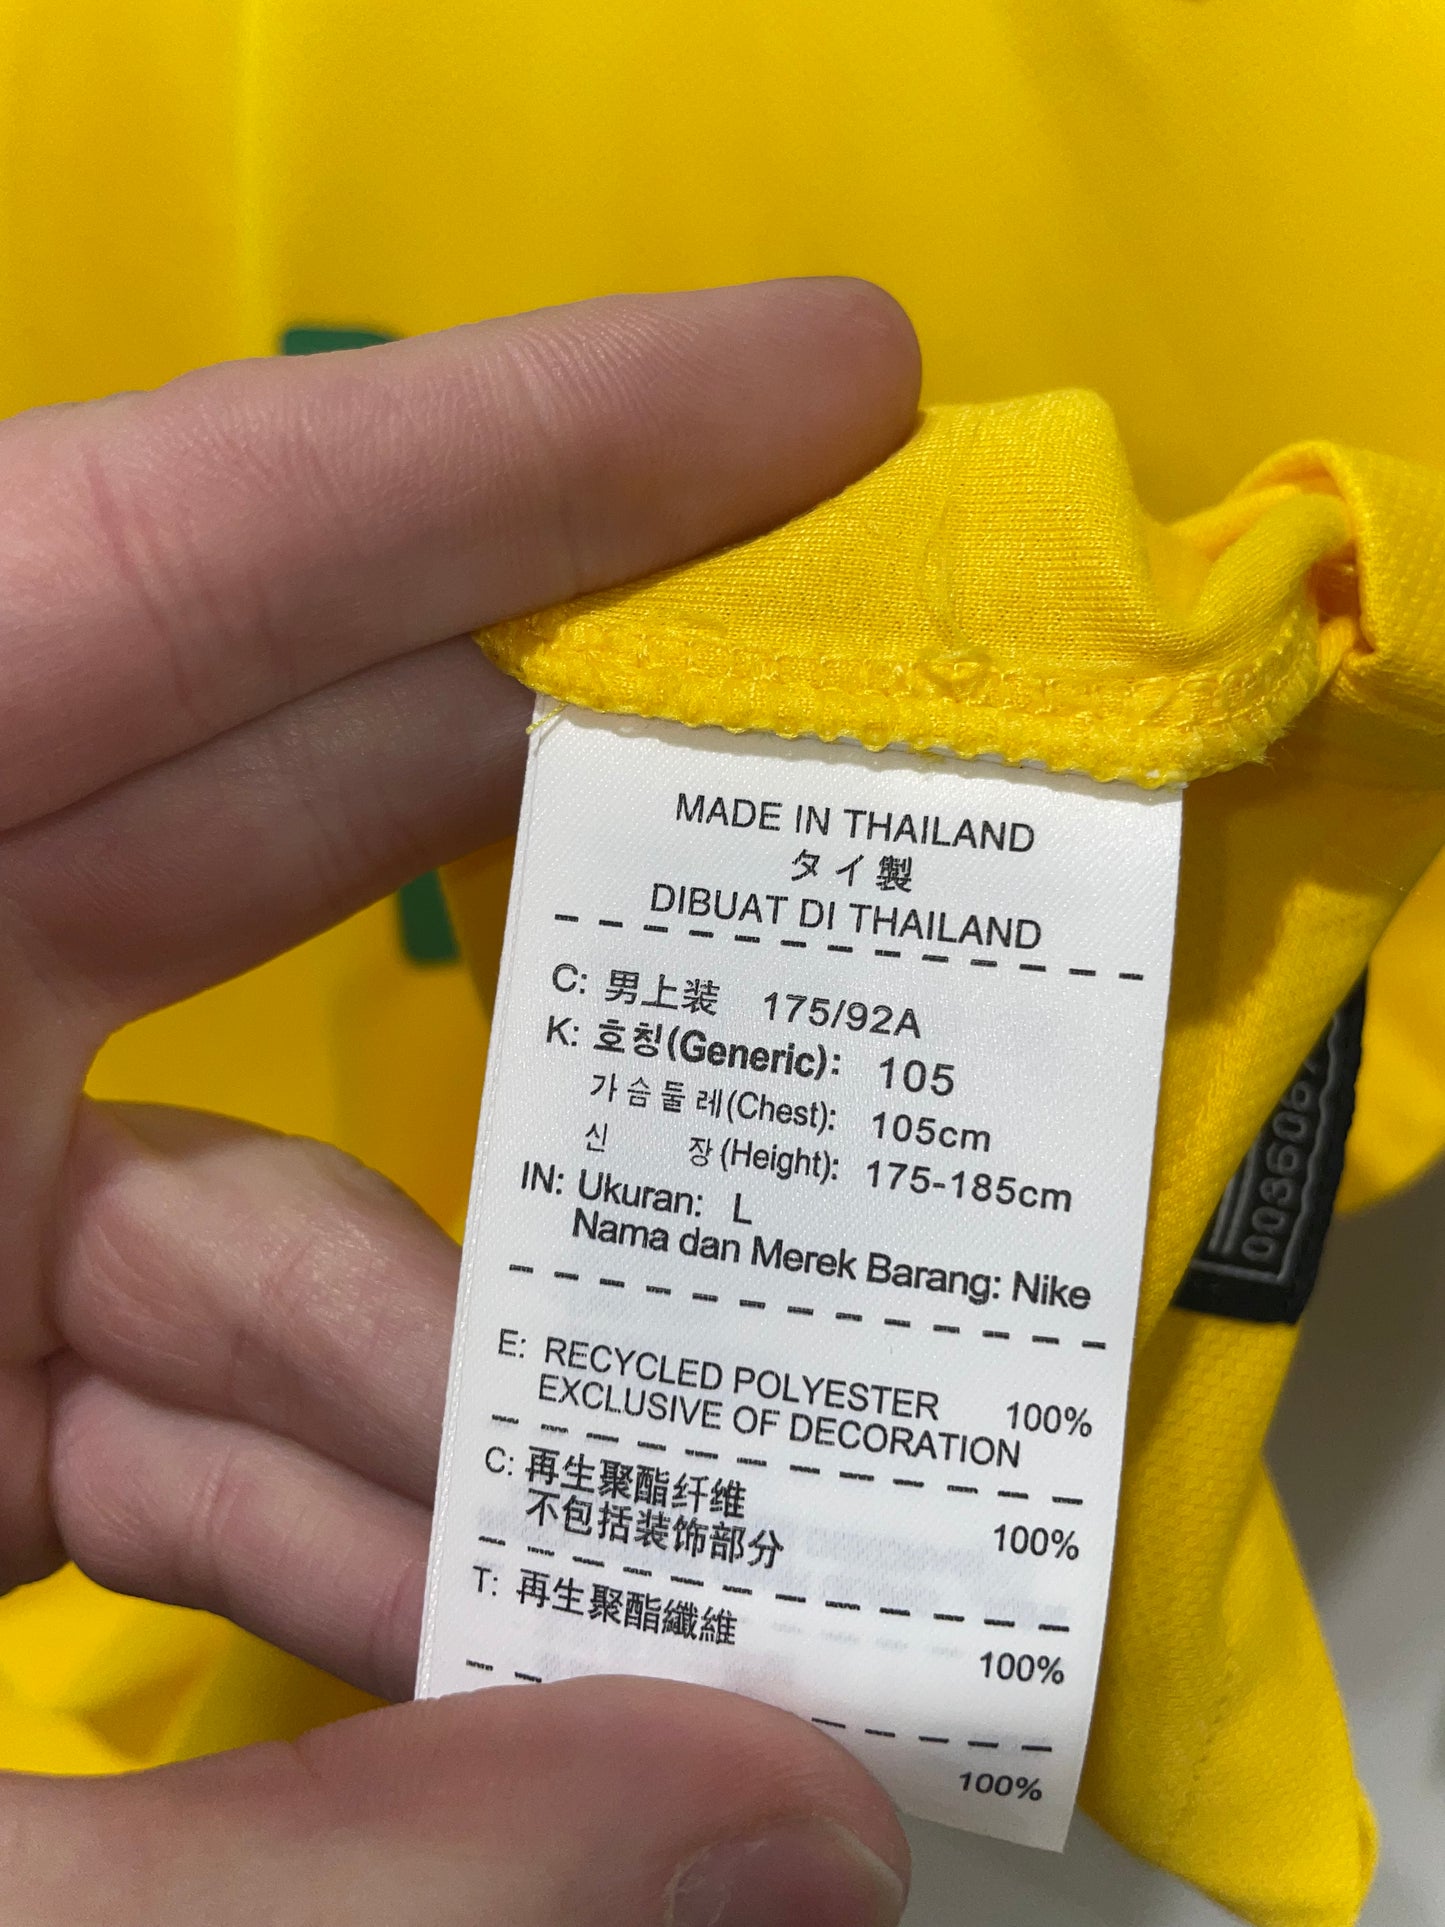 MADE IN THAILAND
タイ製
DIBUAT DI THAILAND
C: 男上装 175/92A
K: 호칭(Generic): 105
가슴둘레(Chest): 105cm
신 장(Height): 175-185cm
IN: Ukuran: L
Nama dan Merek Barang: Nike
E: RECYCLED POLYESTER 100%
EXCLUSIVE OF DECORATION
C: 再生聚酯纤维 100%
不包括装饰部分
T: 再生聚酯纖維 100%
100%